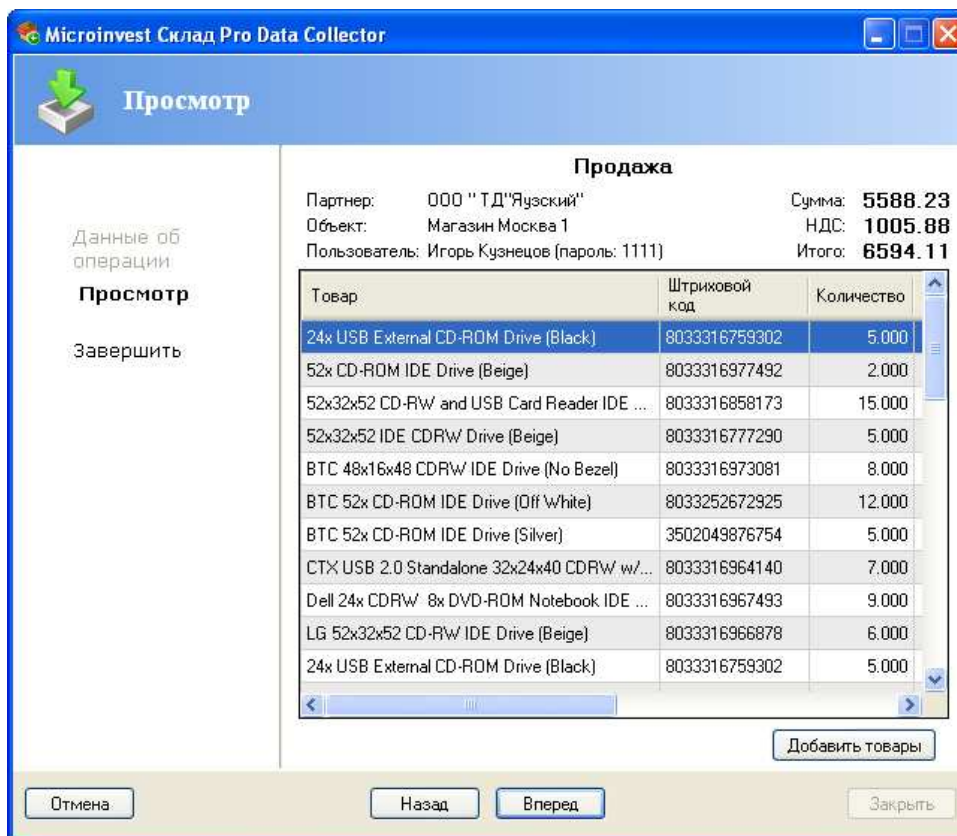 Microinvest Склад Pro Data Collector
Просмотр
Данные об
операции
Просмотр
Завершить
Продажа
Партнер: ООО "ТД"Яузский" Сумма: 5588.23
Объект: Магазин Москва 1 НДС: 1005.88
Пользователь: Игорь Кузнецов (пароль: 1111) Итого: 6594.11
Товар Штриховой код Количество
24x USB External CD-ROM Drive (Black) 8033316759302 5.000
52x CD-ROM IDE Drive (Beige) 8033316977492 2.000
52x32x52 CD-RW and USB Card Reader IDE ... 8033316858173 15.000
52x32x52 IDE CDRW Drive (Beige) 8033316777290 5.000
BTC 48x16x48 CDRW IDE Drive (No Bezel) 8033316973081 8.000
BTC 52x CD-ROM IDE Drive (Off White) 8033252672925 12.000
BTC 52x CD-ROM IDE Drive (Silver) 3502049876754 5.000
CTX USB 2.0 Standalone 32x24x40 CDRW w/... 8033316964140 7.000
Dell 24x CDRW 8x DVD-ROM Notebook IDE ... 8033316967493 9.000
LG 52x32x52 CD-RW IDE Drive (Beige) 8033316966878 6.000
24x USB External CD-ROM Drive (Black) 8033316759302 5.000
Добавить товары
Отмена Назад Вперед Закрыть